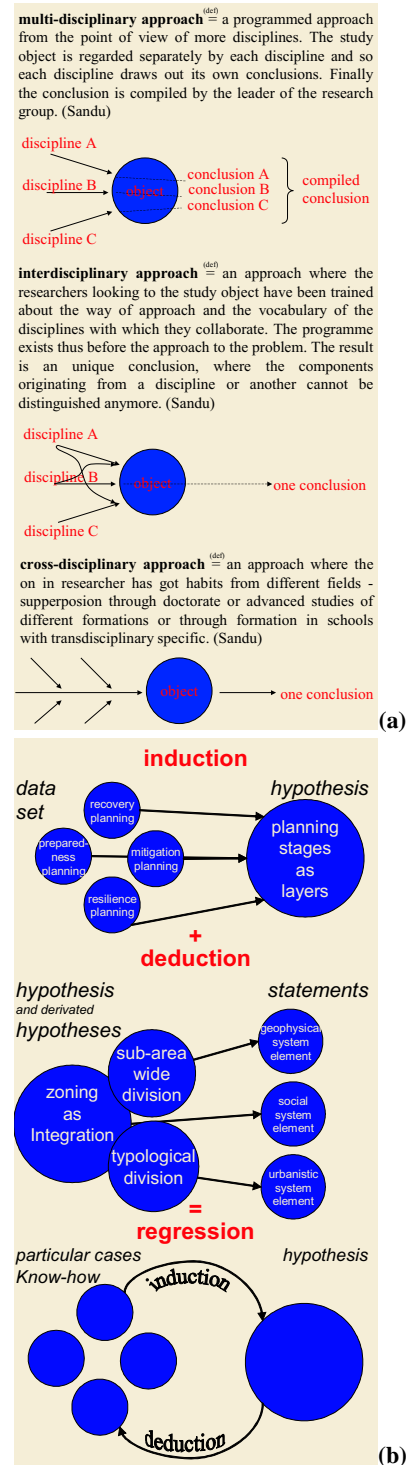 multi-disciplinary approach (def)= a programmed approach
from the point of view of more disciplines. The study
object is regarded separately by each discipline and so
each discipline draws out its own conclusions. Finally
the conclusion is compiled by the leader of the research
group. (Sandu)
discipline A
discipline B
discipline C
object
conclusion A
conclusion B
conclusion C
compiled
conclusion
interdisciplinary approach (def)= an approach where the
researchers looking to the study object have been trained
about the way of approach and the vocabulary of the
disciplines with which they collaborate. The programme
exists thus before the approach to the problem. The result
is an unique conclusion, where the components
originating from a discipline or another cannot be
distinguished anymore. (Sandu)
discipline A
discipline B
discipline C
object
one conclusion
cross-disciplinary approach (def)= an approach where the
on in researcher has got habits from different fields -
supperposion through doctorate or advanced studies of
different formations or through formation in schools
with transdisciplinary specific. (Sandu)
object
one conclusion
(a)
induction
data
set
hypothesis
recovery
planning
prepared-
ness
planning
mitigation
planning
resilience
planning
planning
stages
as
layers
+
deduction
hypothesis
and derivated
hypotheses
statements
sub-area
wide
division
zoning
as
Integration
typological
division
geophysical
system
element
social
system
element
urbanistic
system
element
=
regression
particular cases
Know-how
hypothesis
induction
deduction
(b)